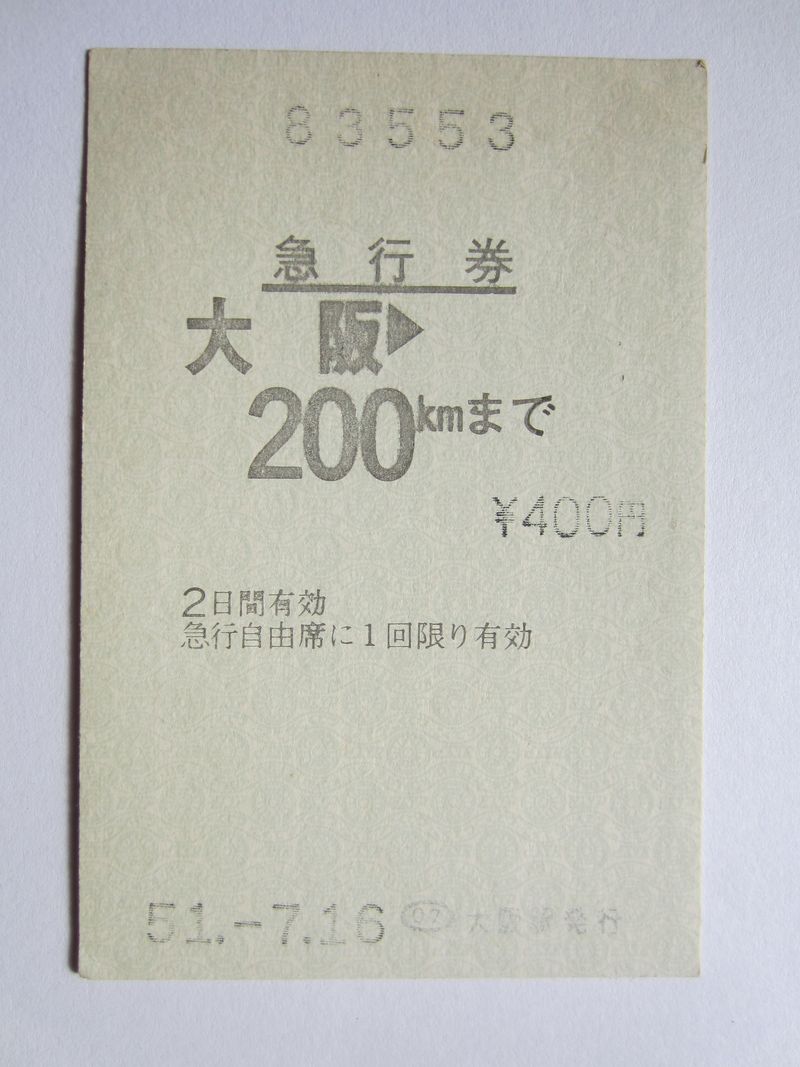 83553
急行券
大阪▶
200kmまで
¥400円
2日間有効
急行自由席に1回限り有効
51.-7.16 07 大阪駅発行